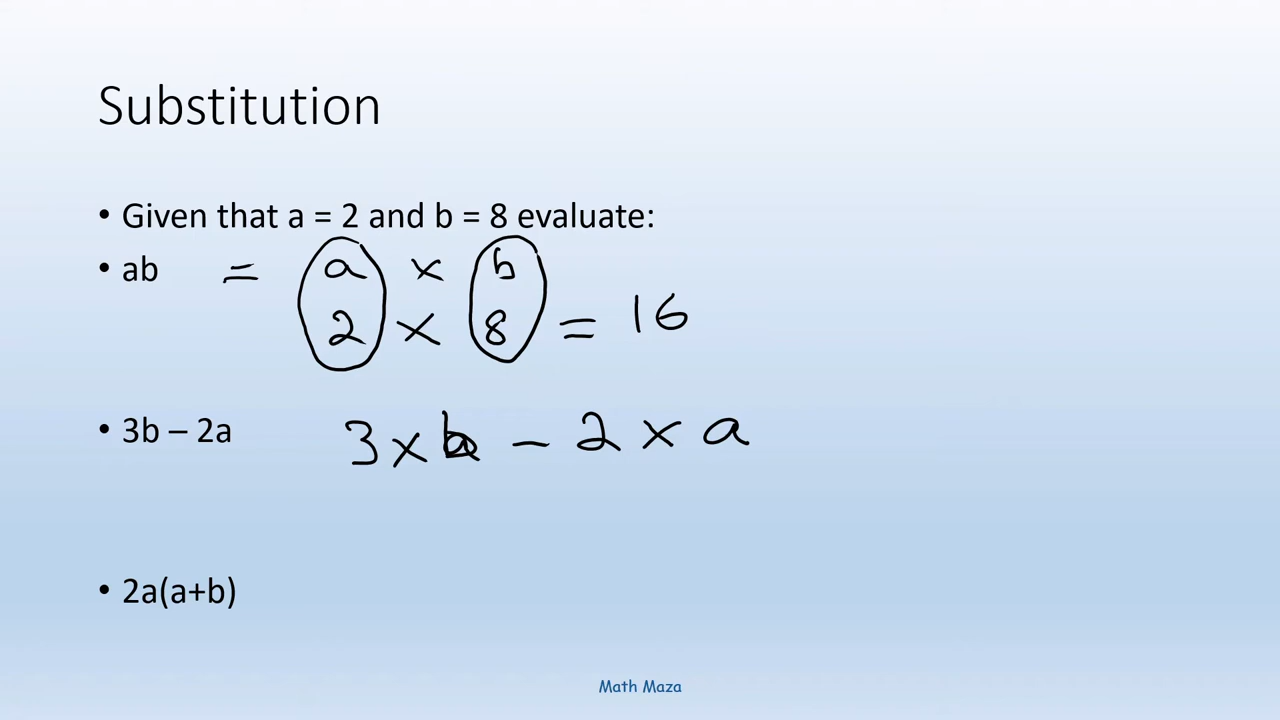 Substitution
• Given that a = 2 and b = 8 evaluate:
• ab = a × b
2 × 8 = 16
• 3b – 2a 3 × b – 2 × a
• 2a(a+b)
Math Maza